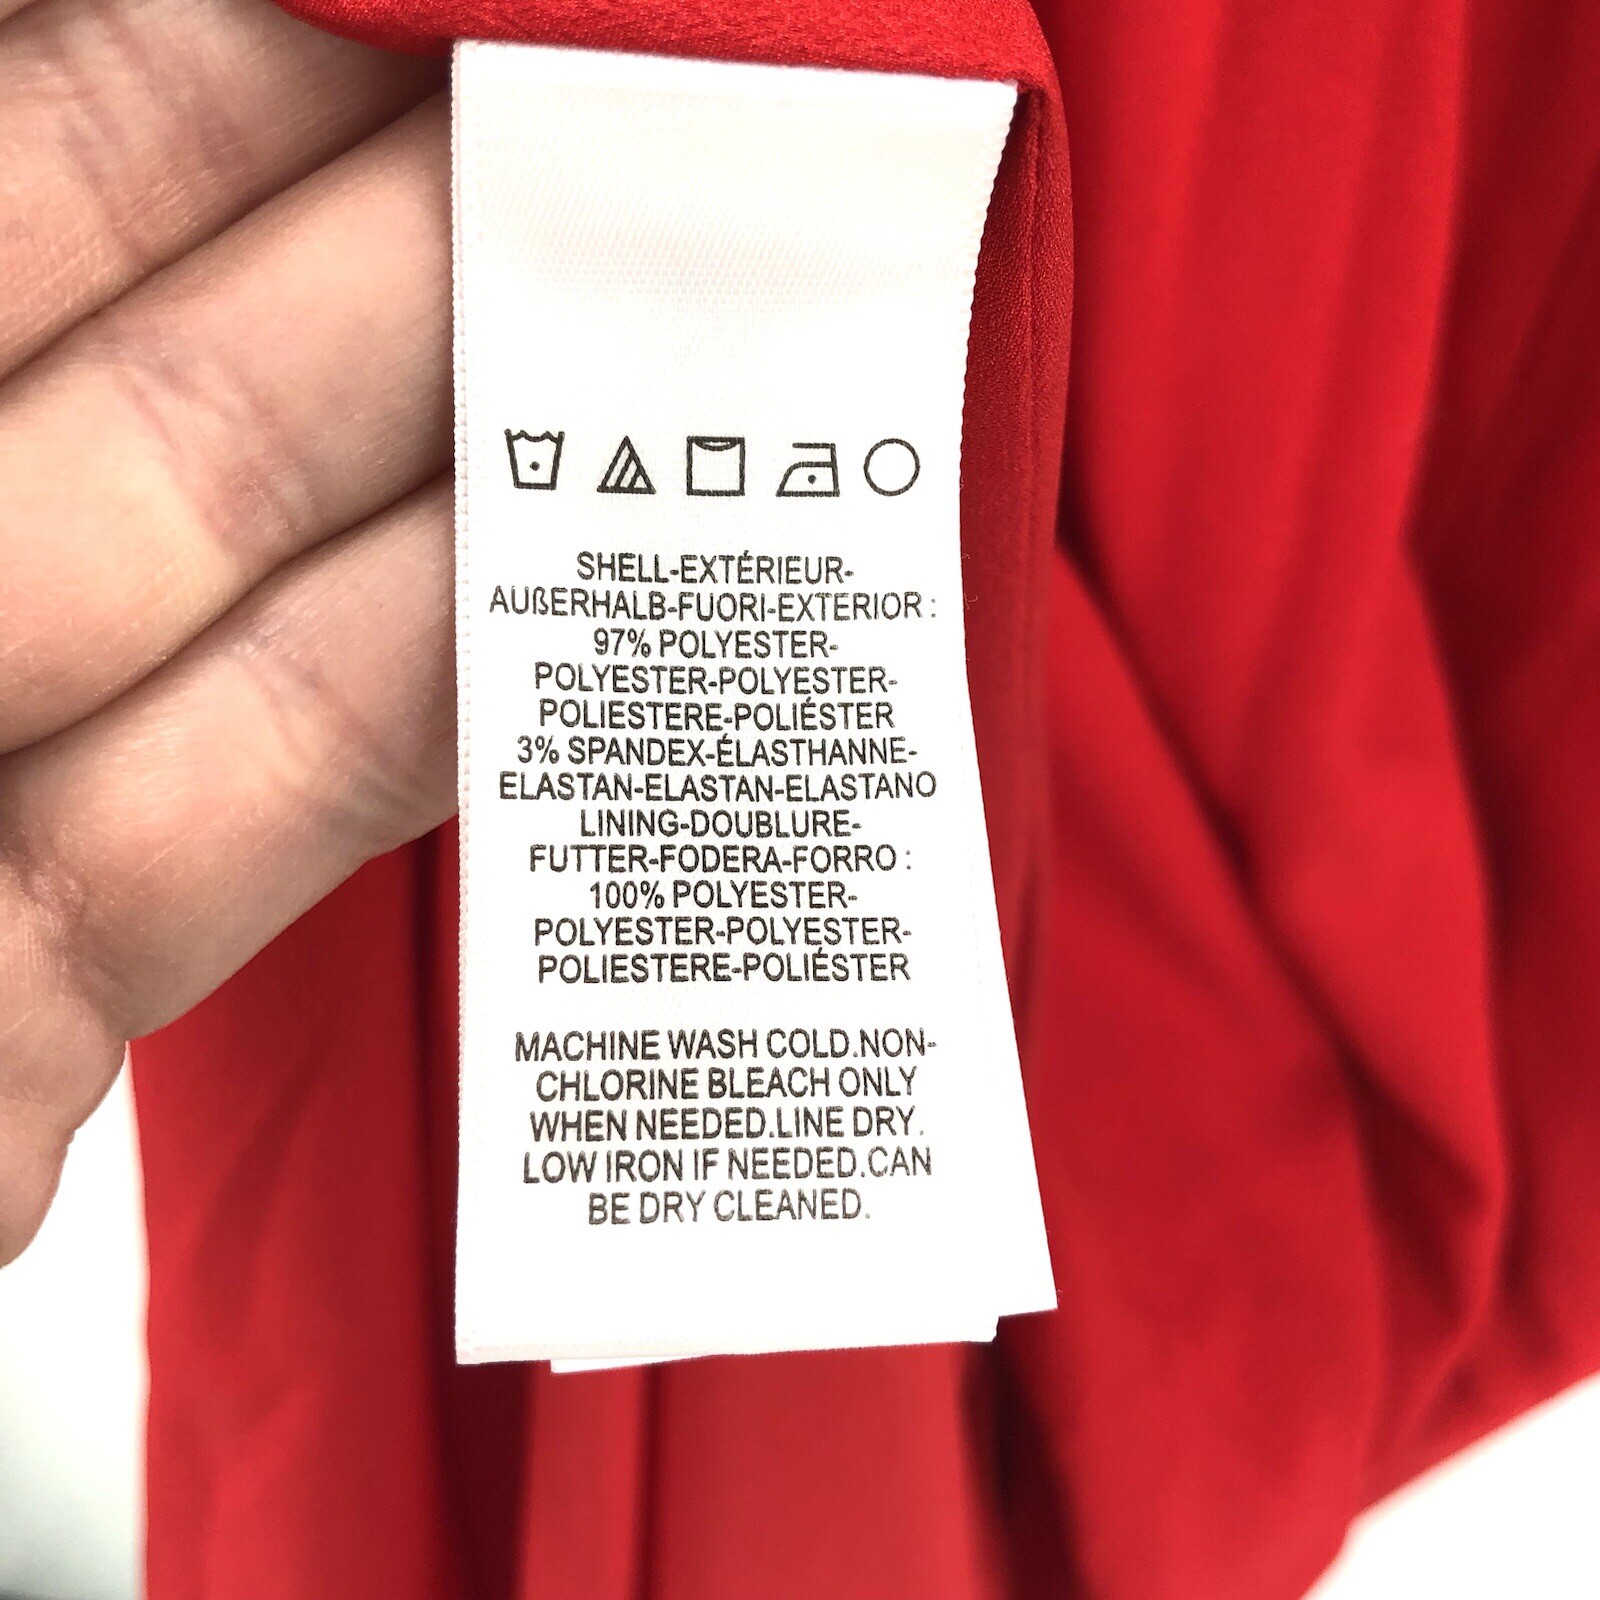 SHELL-EXTÉRIEUR-
AUßERHALB-FUORI-EXTERIOR :
97% POLYESTER-
POLYESTER-POLYESTER-
POLIESTERE-POLIÉSTER
3% SPANDEX-ÉLASTHANNE-
ELASTAN-ELASTAN-ELASTANO
LINING-DOUBLURE-
FUTTER-FODERA-FORRO :
100% POLYESTER-
POLYESTER-POLYESTER-
POLIESTERE-POLIÉSTER
MACHINE WASH COLD.NON-
CHLORINE BLEACH ONLY
WHEN NEEDED.LINE DRY.
LOW IRON IF NEEDED.CAN
BE DRY CLEANED.